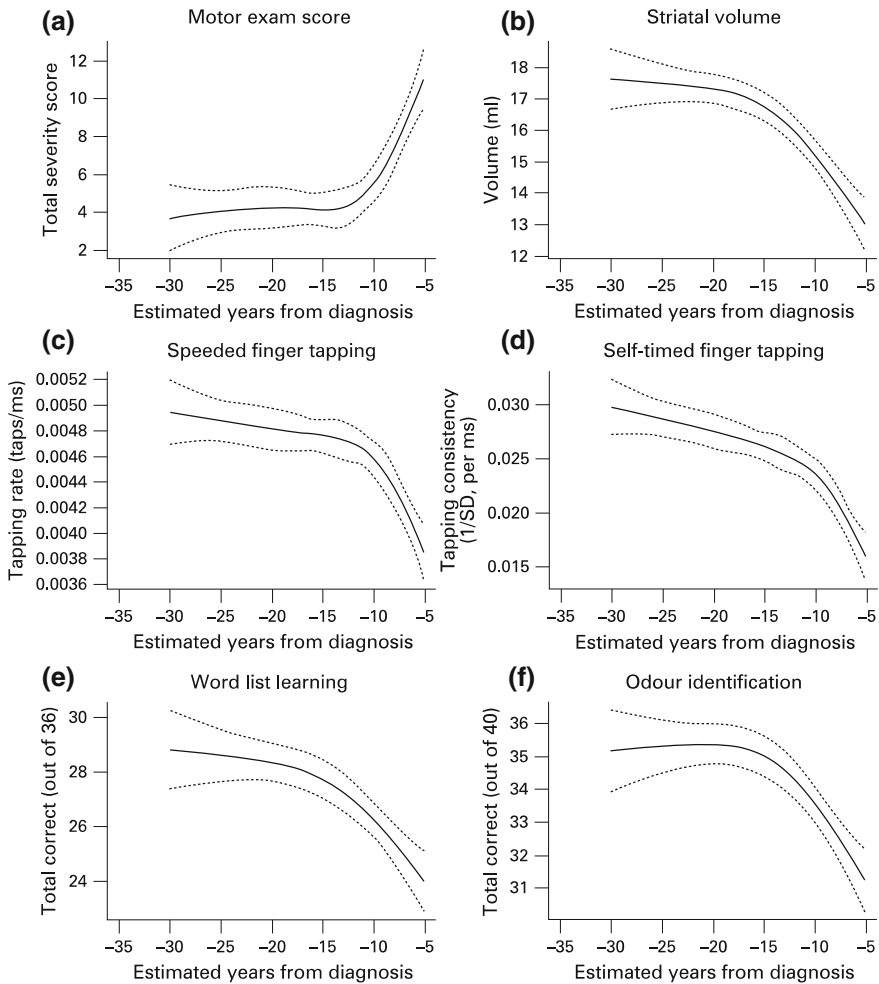 (a) Motor exam score
Total severity score
12
10
8
6
4
2
–35 –30 –25 –20 –15 –10 –5
Estimated years from diagnosis
(b) Striatal volume
Volume (ml)
18
17
16
15
14
13
12
–35 –30 –25 –20 –15 –10 –5
Estimated years from diagnosis
(c) Speeded finger tapping
Tapping rate (taps/ms)
0.0052
0.0050
0.0048
0.0046
0.0044
0.0042
0.0040
0.0038
0.0036
–35 –30 –25 –20 –15 –10 –5
Estimated years from diagnosis
(d) Self-timed finger tapping
Tapping consistency
(1/SD, per ms)
0.030
0.025
0.020
0.015
–35 –30 –25 –20 –15 –10 –5
Estimated years from diagnosis
(e) Word list learning
Total correct (out of 36)
30
28
26
24
–35 –30 –25 –20 –15 –10 –5
Estimated years from diagnosis
(f) Odour identification
Total correct (out of 40)
36
35
34
33
32
31
–35 –30 –25 –20 –15 –10 –5
Estimated years from diagnosis